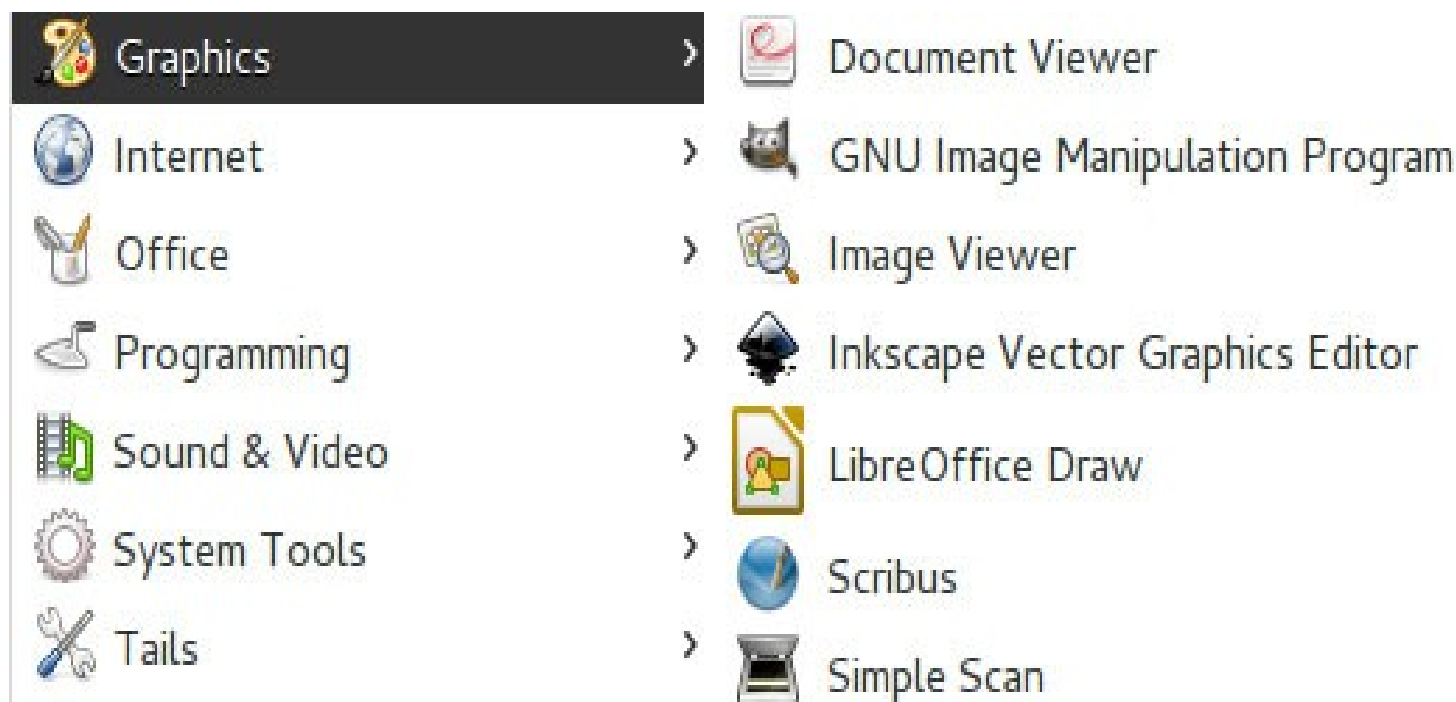 Graphics
Internet
Office
Programming
Sound & Video
System Tools
Tails
Document Viewer
GNU Image Manipulation Program
Image Viewer
Inkscape Vector Graphics Editor
LibreOffice Draw
Scribus
Simple Scan